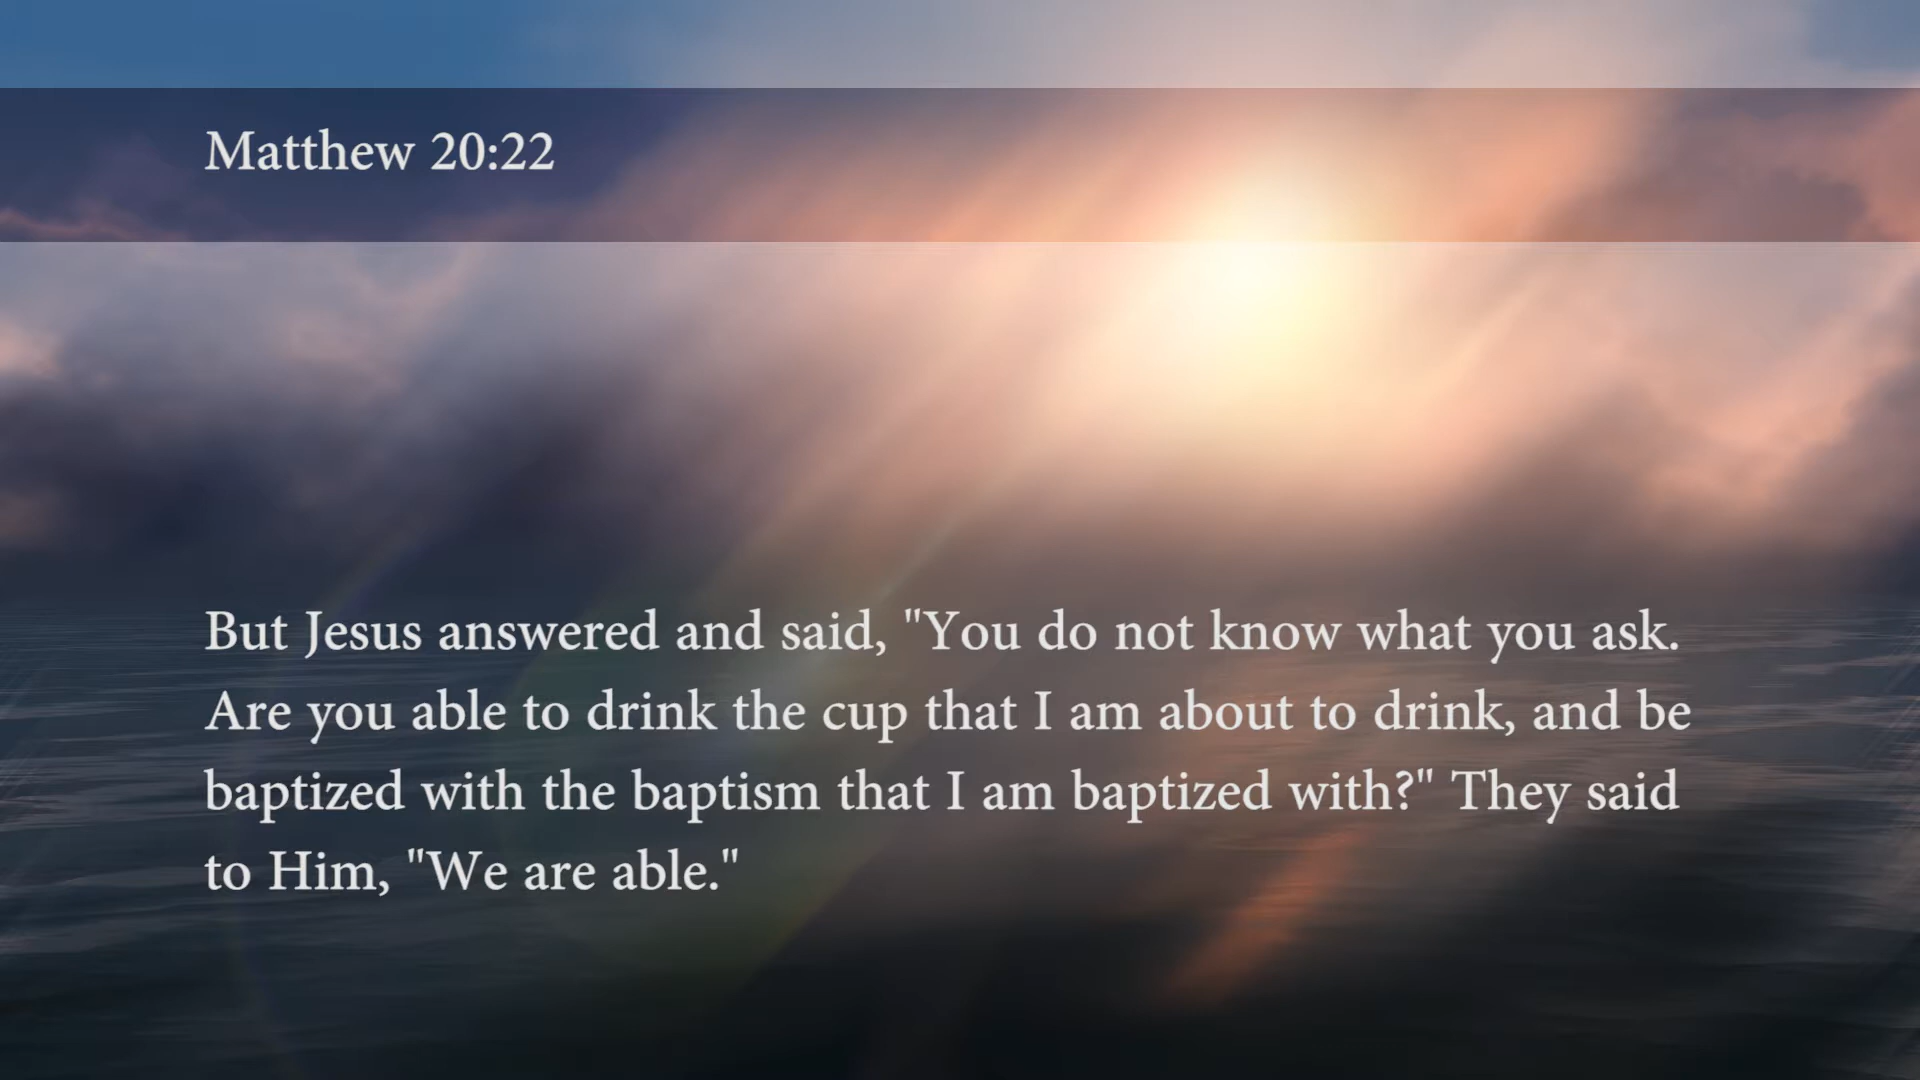 Matthew 20:22
But Jesus answered and said, "You do not know what you ask.
Are you able to drink the cup that I am about to drink, and be
baptized with the baptism that I am baptized with?" They said
to Him, "We are able."